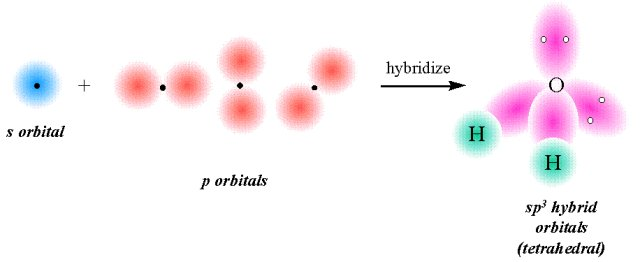 s orbital
+
p orbitals
hybridize
O
H
H
sp³ hybrid
orbitals
(tetrahedral)